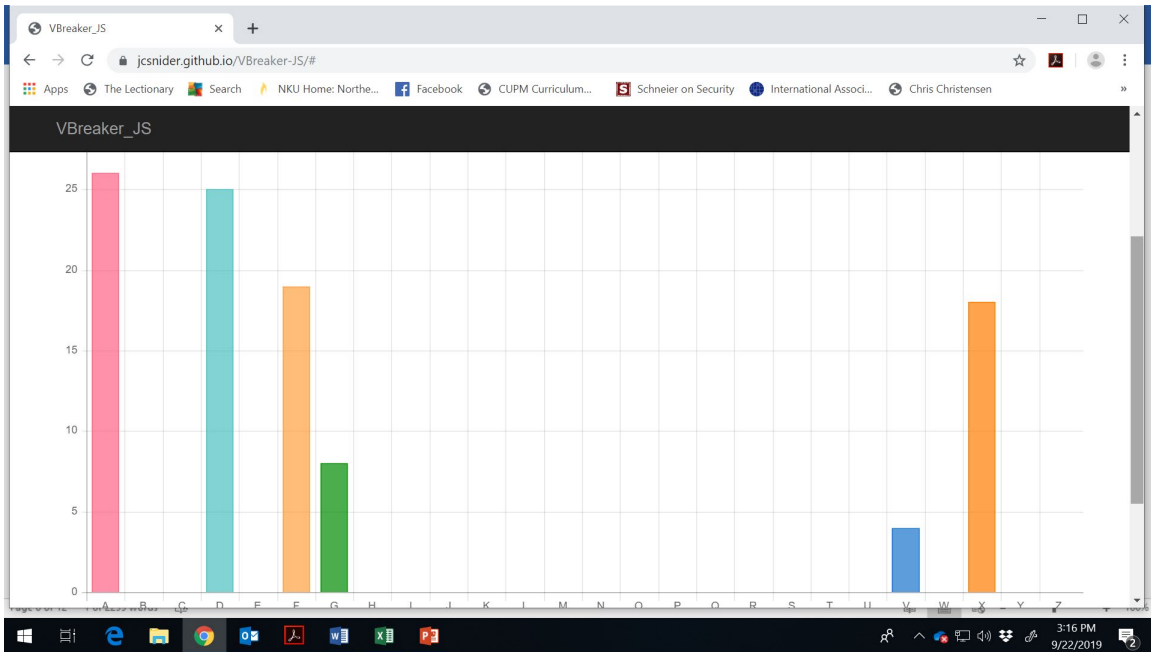 VBreaker_JS
jcsnider.github.io/VBreaker-JS/#
Apps The Lectionary Search NKU Home: Northe... Facebook CUPM Curriculum... Schneier on Security International Associ... Chris Christensen »
VBreaker_JS
25
20
15
10
5
0
A B C D E F G H I J K L M N O P Q R S T U V W X Y Z
3:16 PM
9/22/2019
2